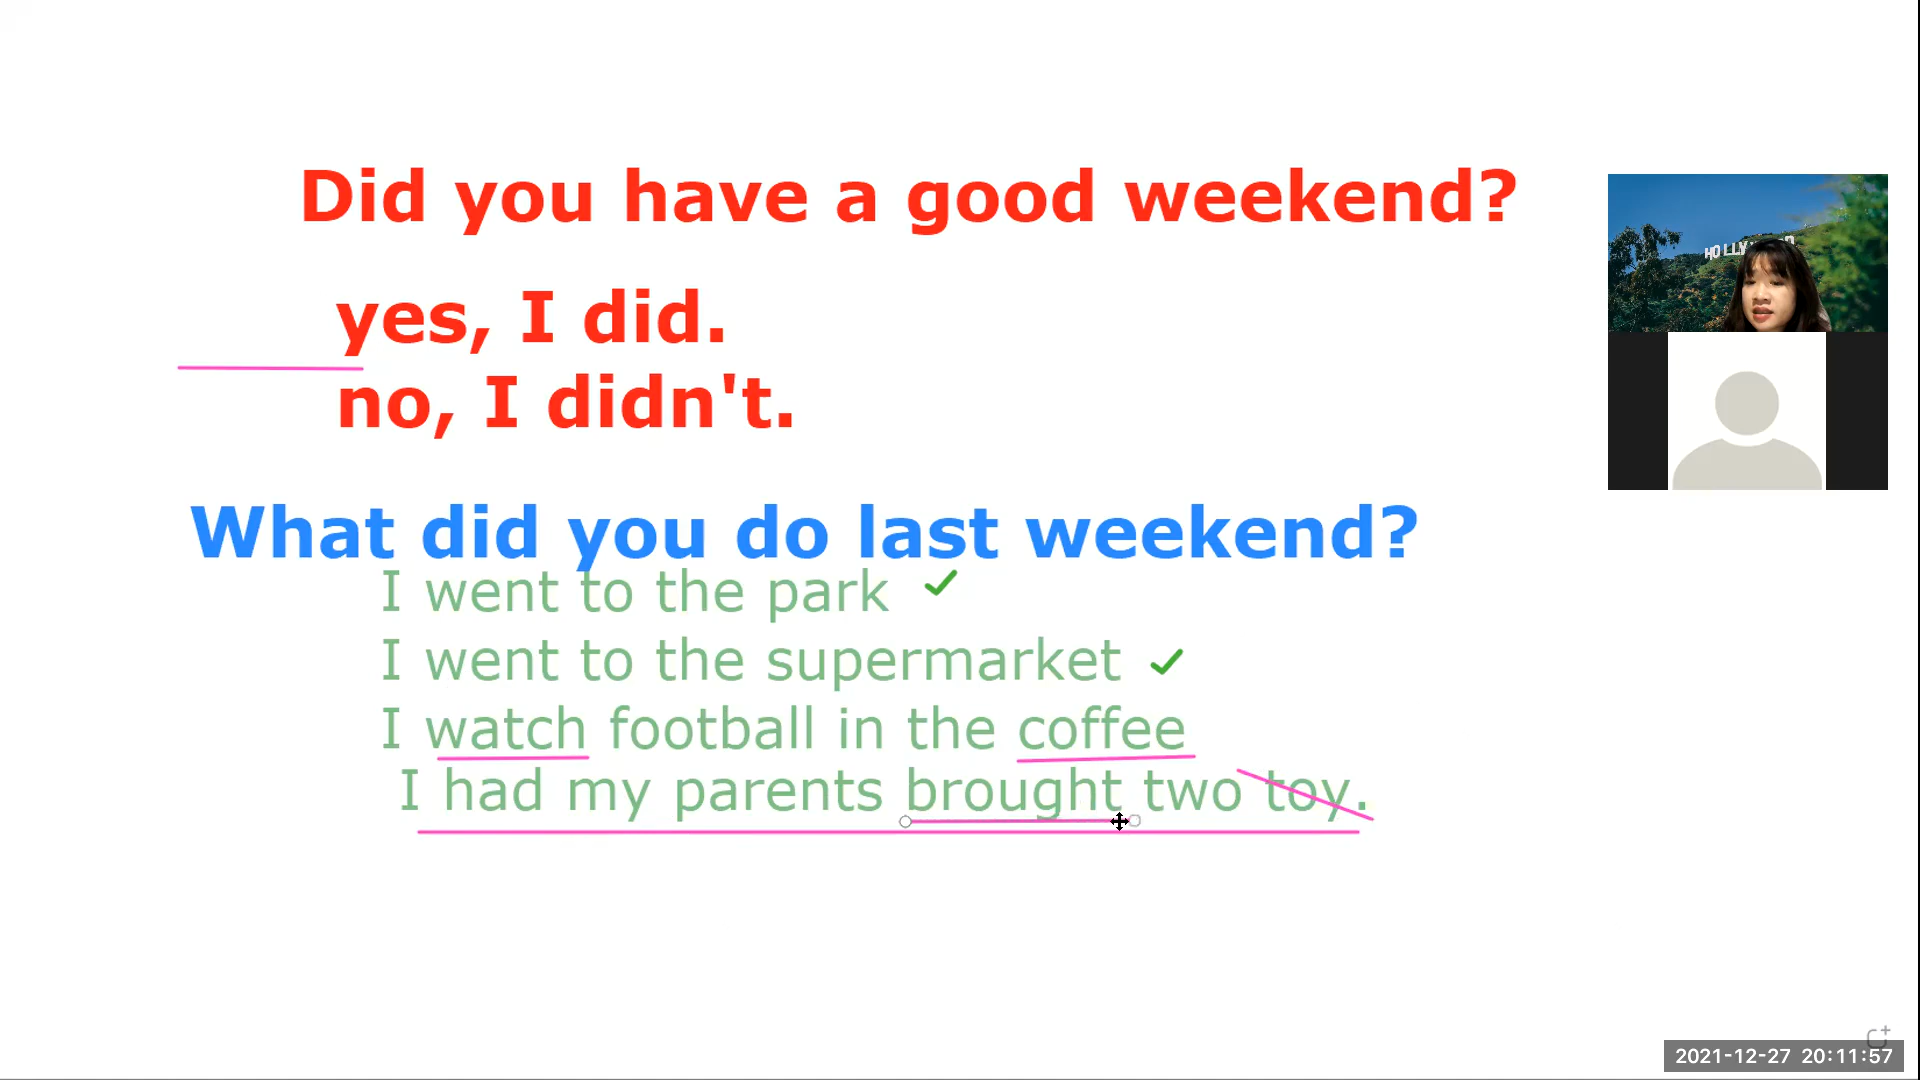 Did you have a good weekend?
HOLLYWOOD
yes, I did.
no, I didn't.
What did you do last weekend?
I went to the park
I went to the supermarket
I watch football in the coffee
I had my parents brought two toy.
2021-12-27 20:11:57